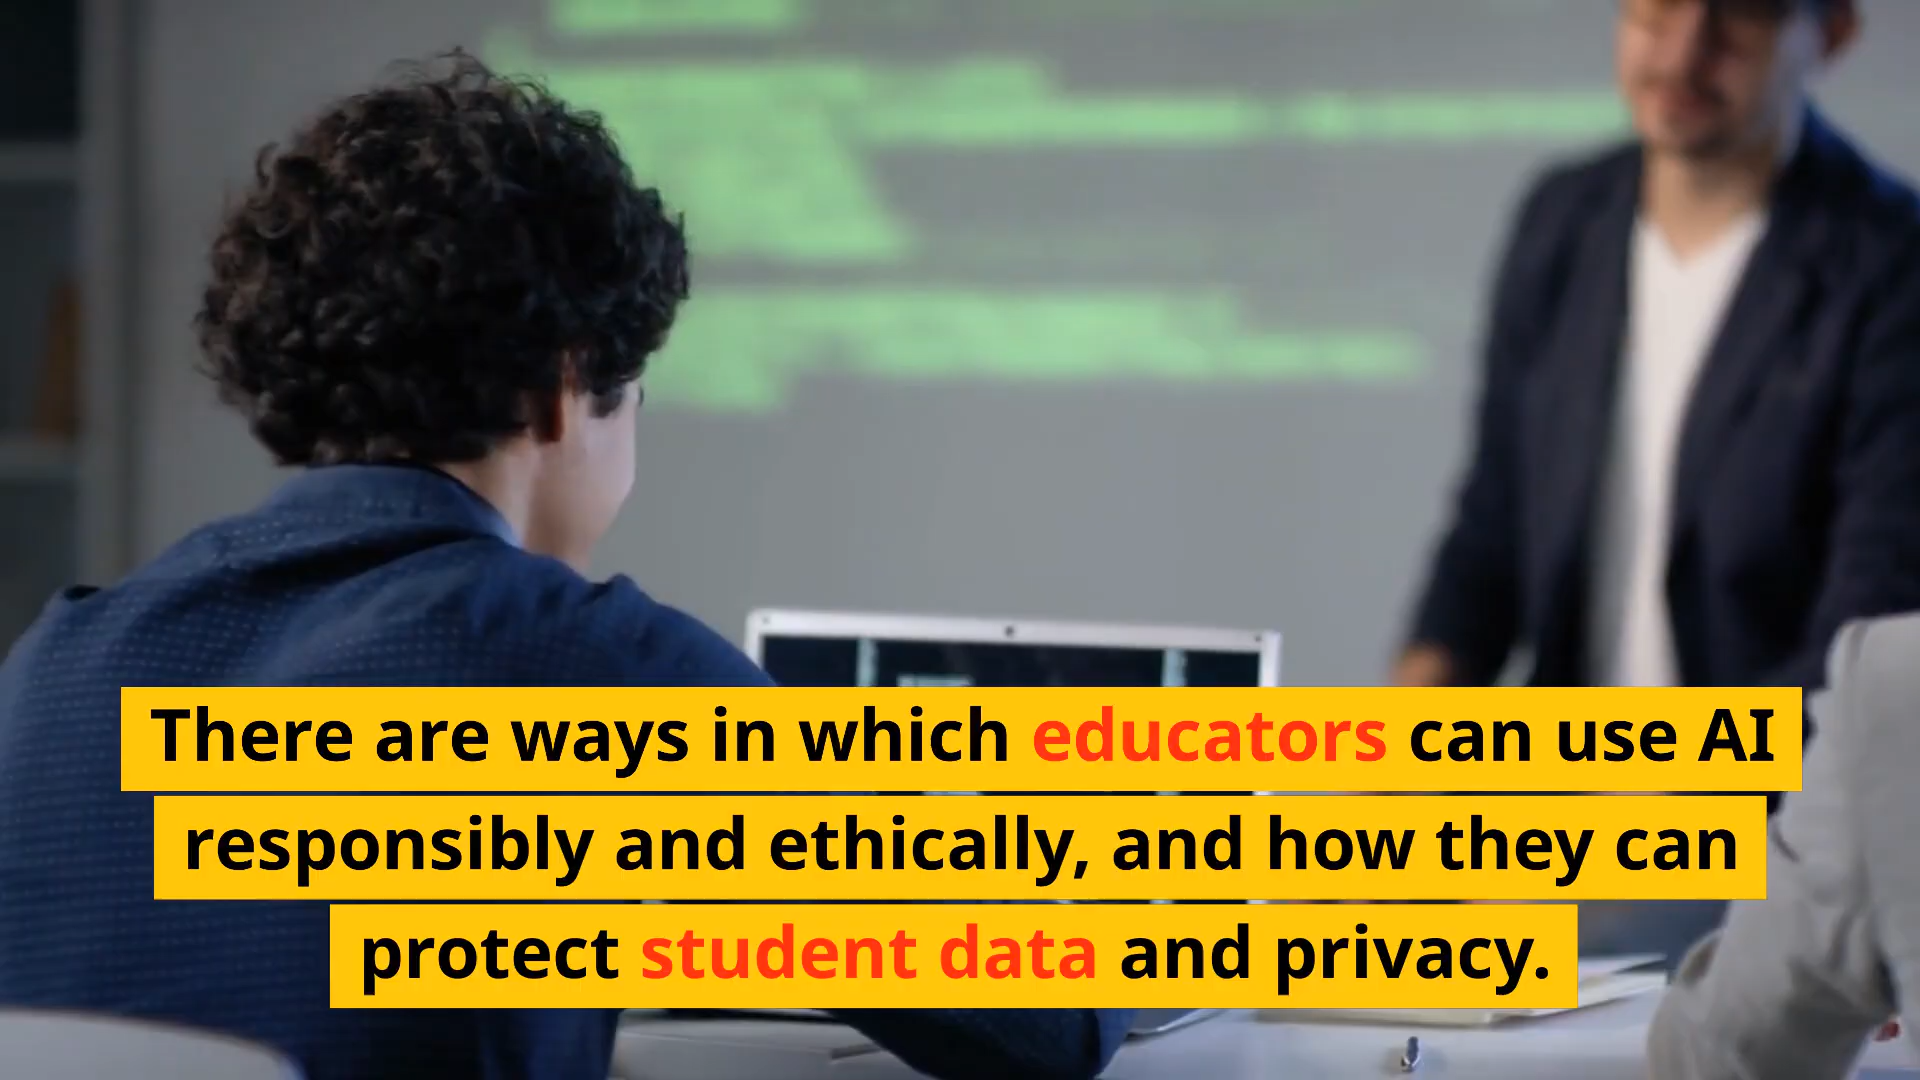 There are ways in which educators can use AI
responsibly and ethically, and how they can
protect student data and privacy.